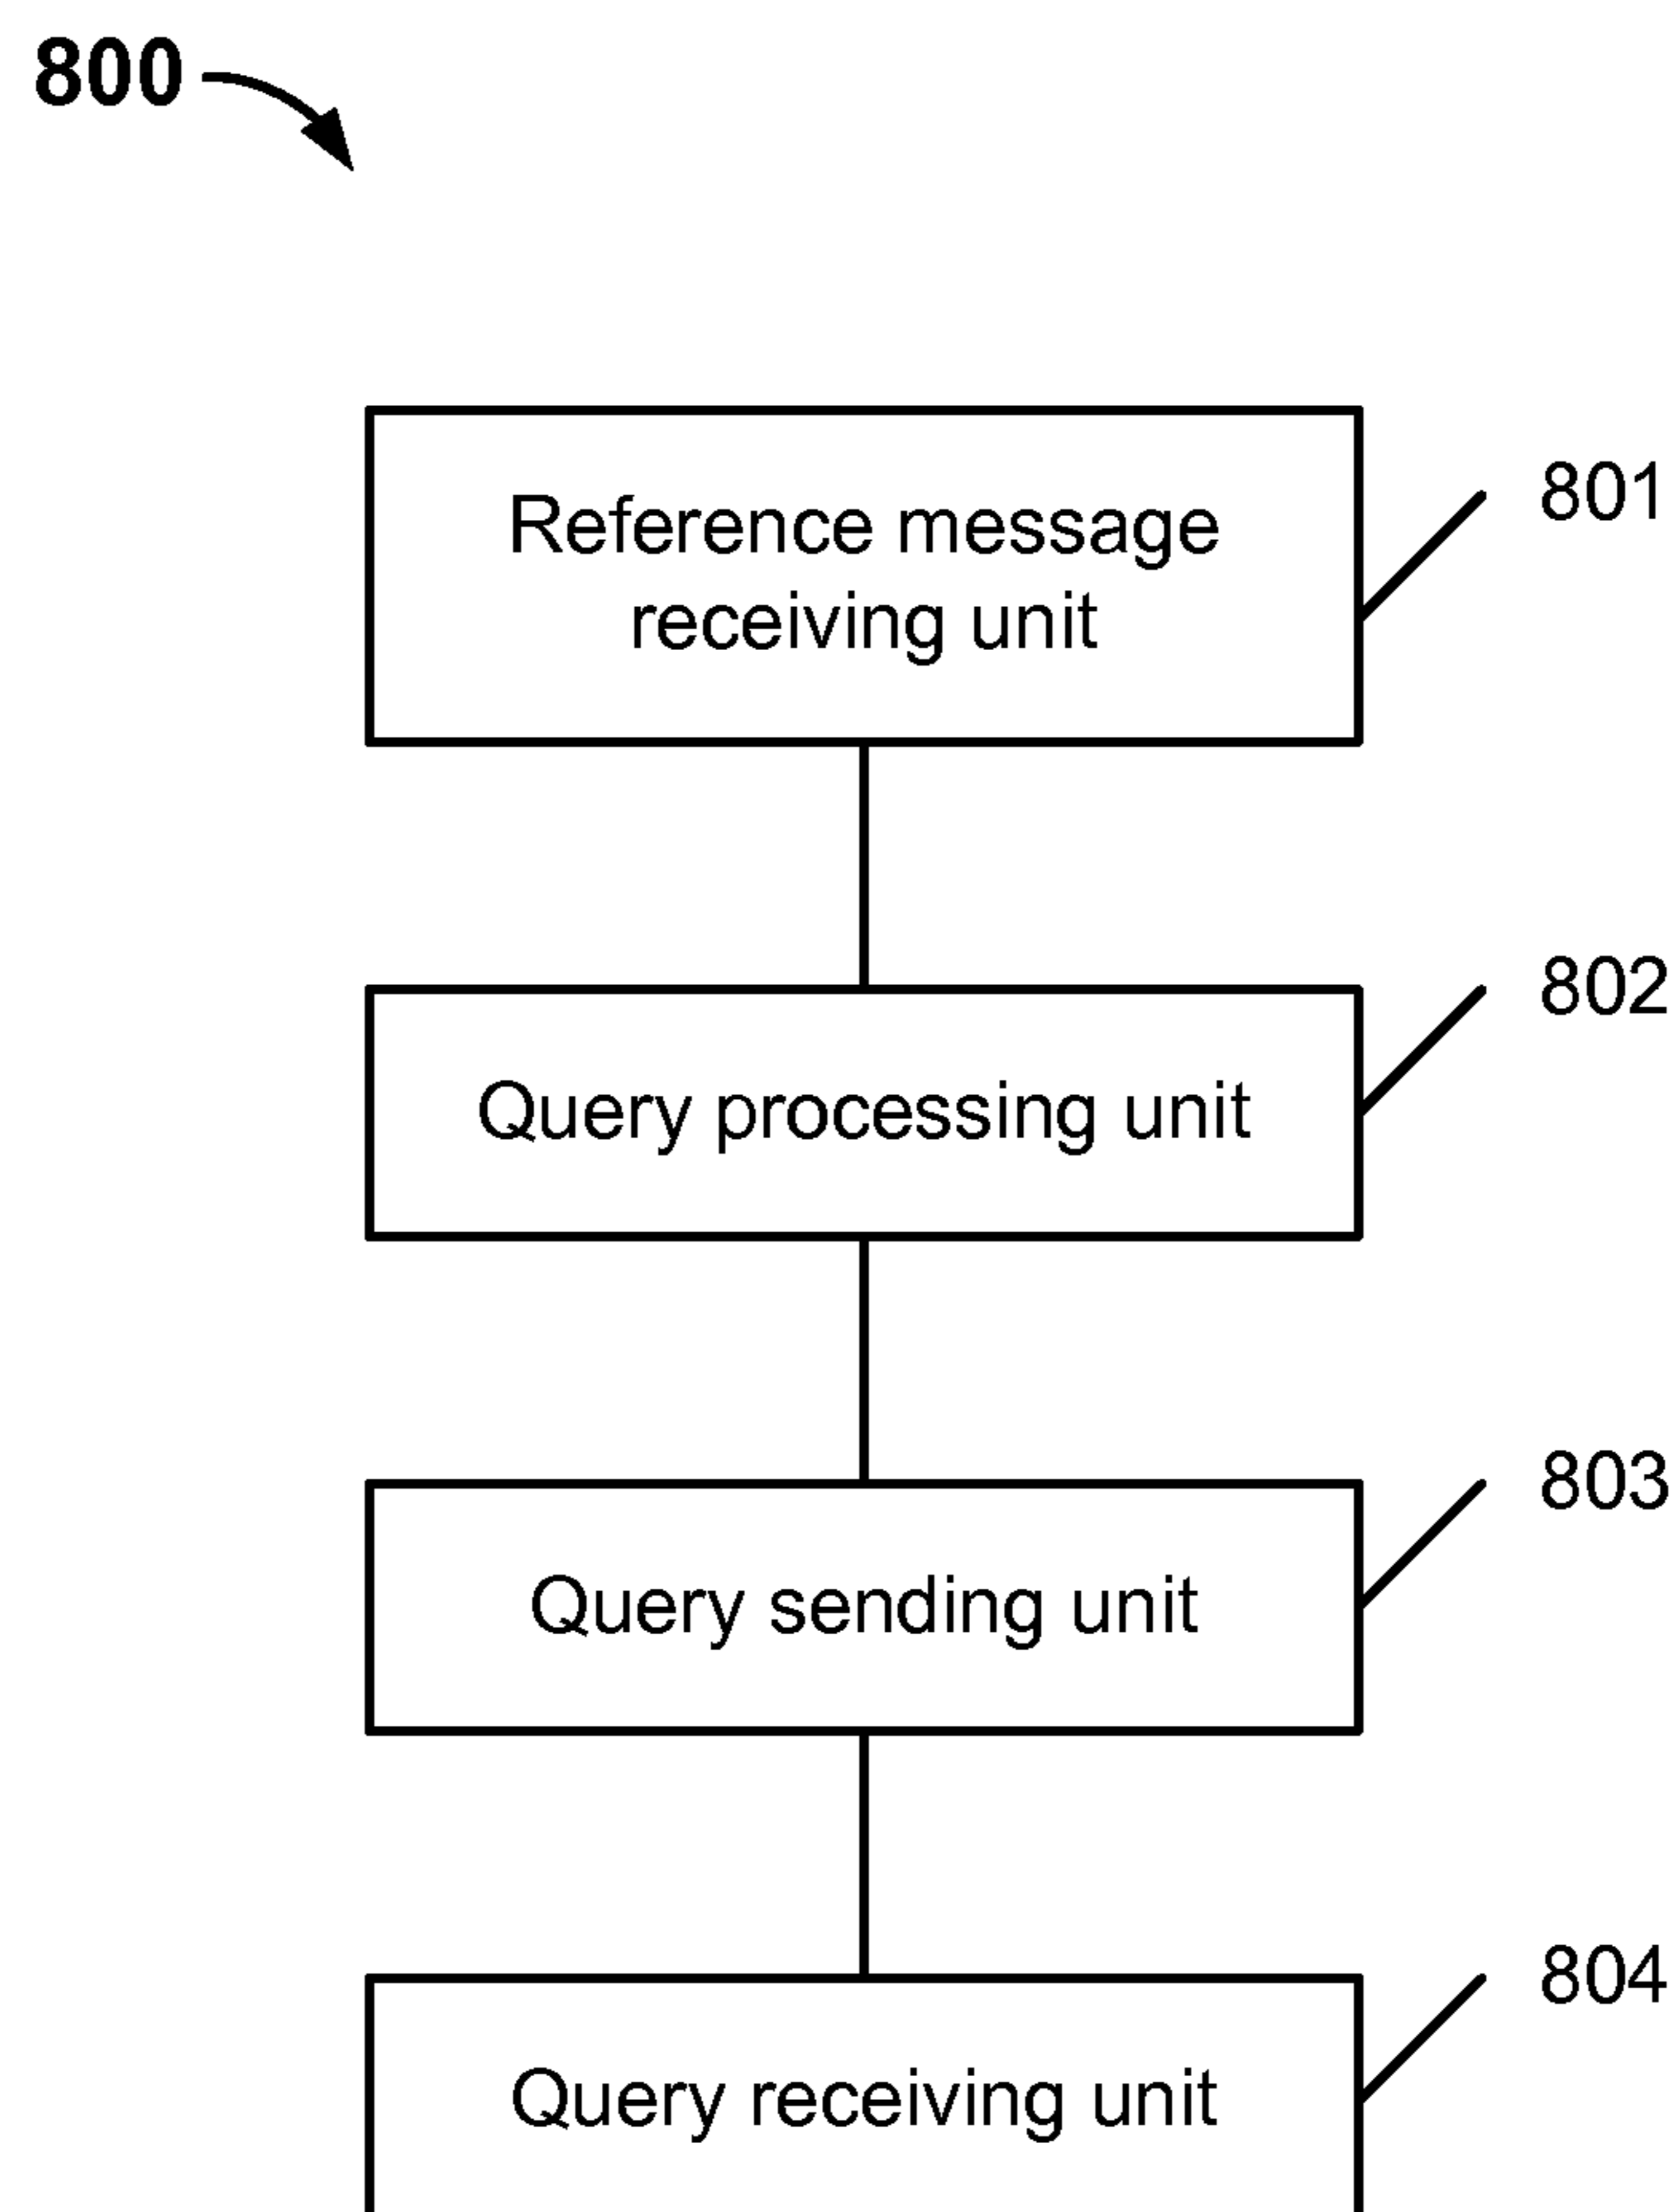 800
Reference message
receiving unit
801
Query processing unit
802
Query sending unit
803
Query receiving unit
804